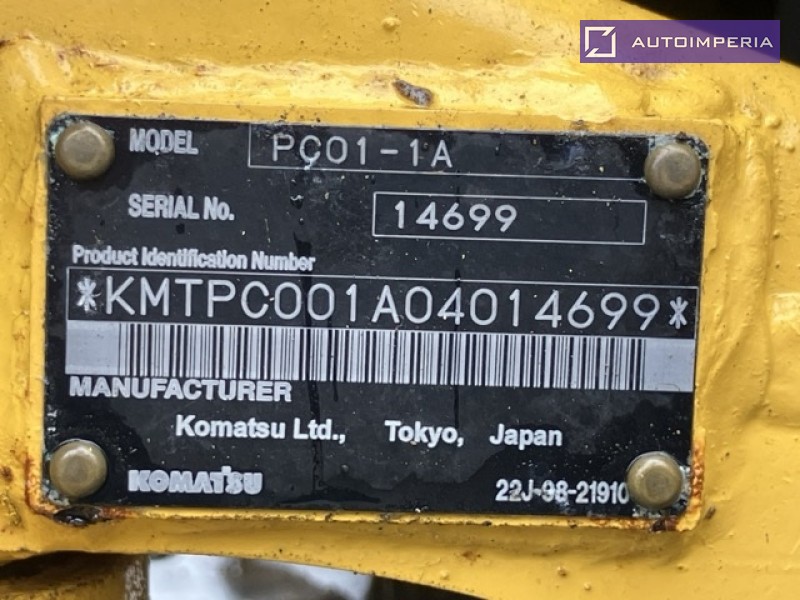 AUTOIMPERIA
MODEL PC01-1A
SERIAL No. 14699
Product Identification Number
*KMTPC001A04014699*
MANUFACTURER
Komatsu Ltd., Tokyo, Japan
KOMATSU 22J-98-21910